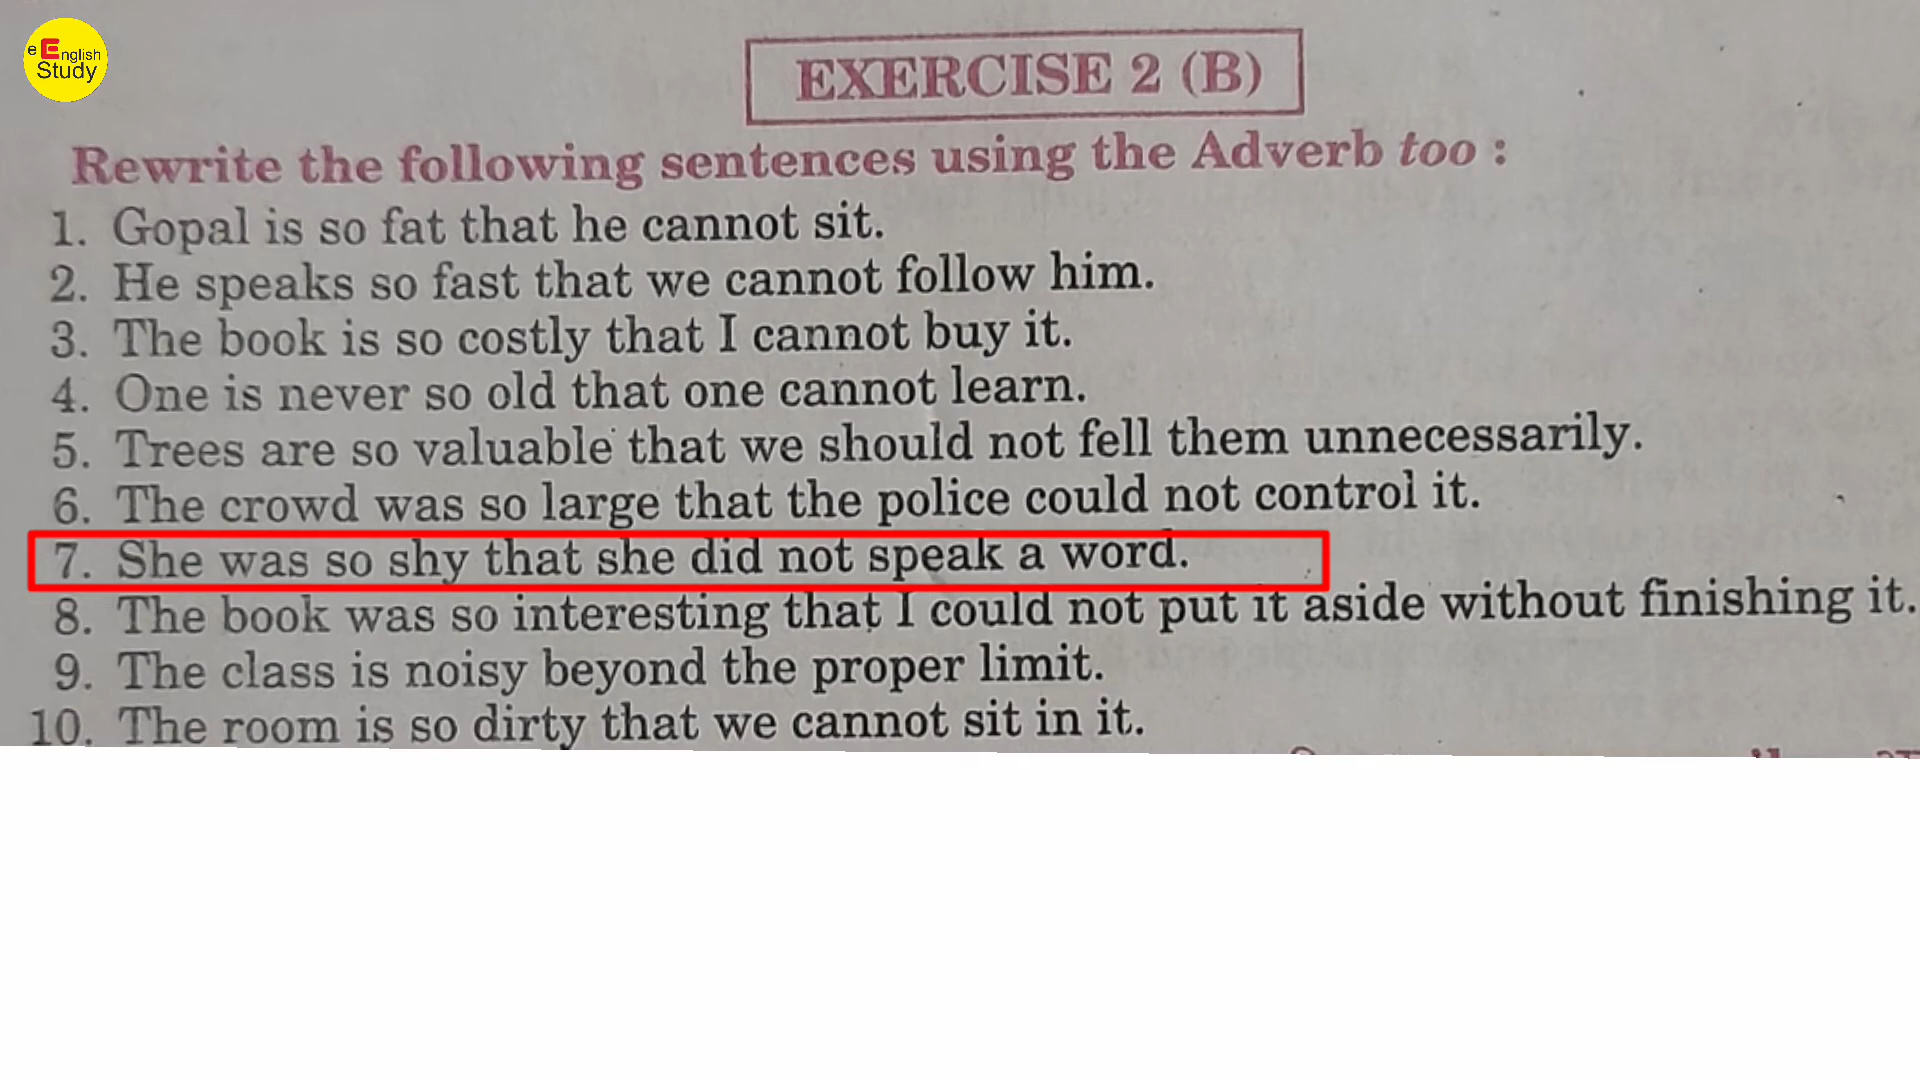 e English
Study
EXERCISE 2 (B)
Rewrite the following sentences using the Adverb too :
1. Gopal is so fat that he cannot sit.
2. He speaks so fast that we cannot follow him.
3. The book is so costly that I cannot buy it.
4. One is never so old that one cannot learn.
5. Trees are so valuable that we should not fell them unnecessarily.
6. The crowd was so large that the police could not control it.
7. She was so shy that she did not speak a word.
8. The book was so interesting that I could not put it aside without finishing it.
9. The class is noisy beyond the proper limit.
10. The room is so dirty that we cannot sit in it.